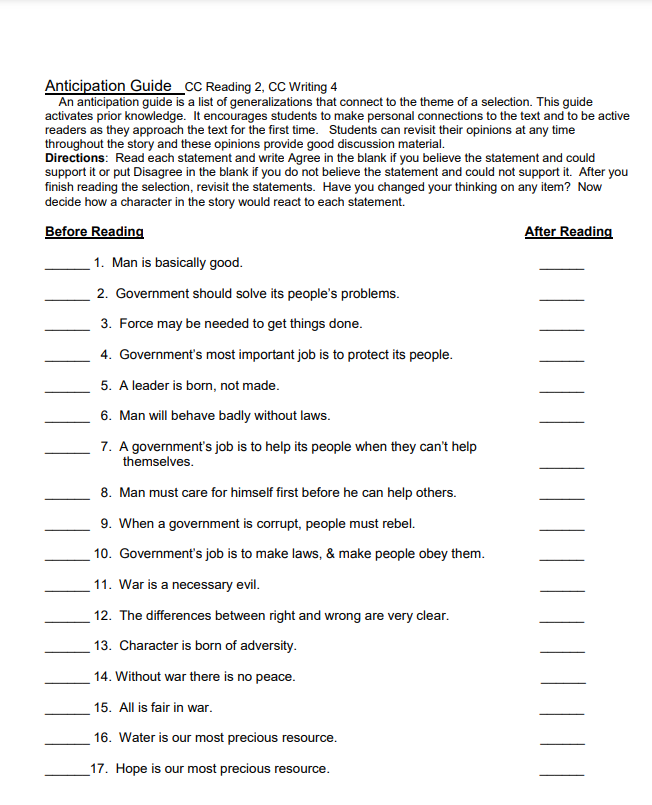 Anticipation Guide CC Reading 2, CC Writing 4
An anticipation guide is a list of generalizations that connect to the theme of a selection. This guide
activates prior knowledge. It encourages students to make personal connections to the text and to be active
readers as they approach the text for the first time. Students can revisit their opinions at any time
throughout the story and these opinions provide good discussion material.
Directions: Read each statement and write Agree in the blank if you believe the statement and could
support it or put Disagree in the blank if you do not believe the statement and could not support it. After you
finish reading the selection, revisit the statements. Have you changed your thinking on any item? Now
decide how a character in the story would react to each statement.
Before Reading After Reading
______ 1. Man is basically good. ______
______ 2. Government should solve its people's problems. ______
______ 3. Force may be needed to get things done. ______
______ 4. Government's most important job is to protect its people. ______
______ 5. A leader is born, not made. ______
______ 6. Man will behave badly without laws. ______
______ 7. A government's job is to help its people when they can't help
themselves. ______
______ 8. Man must care for himself first before he can help others. ______
______ 9. When a government is corrupt, people must rebel. ______
______ 10. Government's job is to make laws, & make people obey them. ______
______ 11. War is a necessary evil. ______
______ 12. The differences between right and wrong are very clear. ______
______ 13. Character is born of adversity. ______
______ 14. Without war there is no peace. ______
______ 15. All is fair in war. ______
______ 16. Water is our most precious resource. ______
______ 17. Hope is our most precious resource. ______